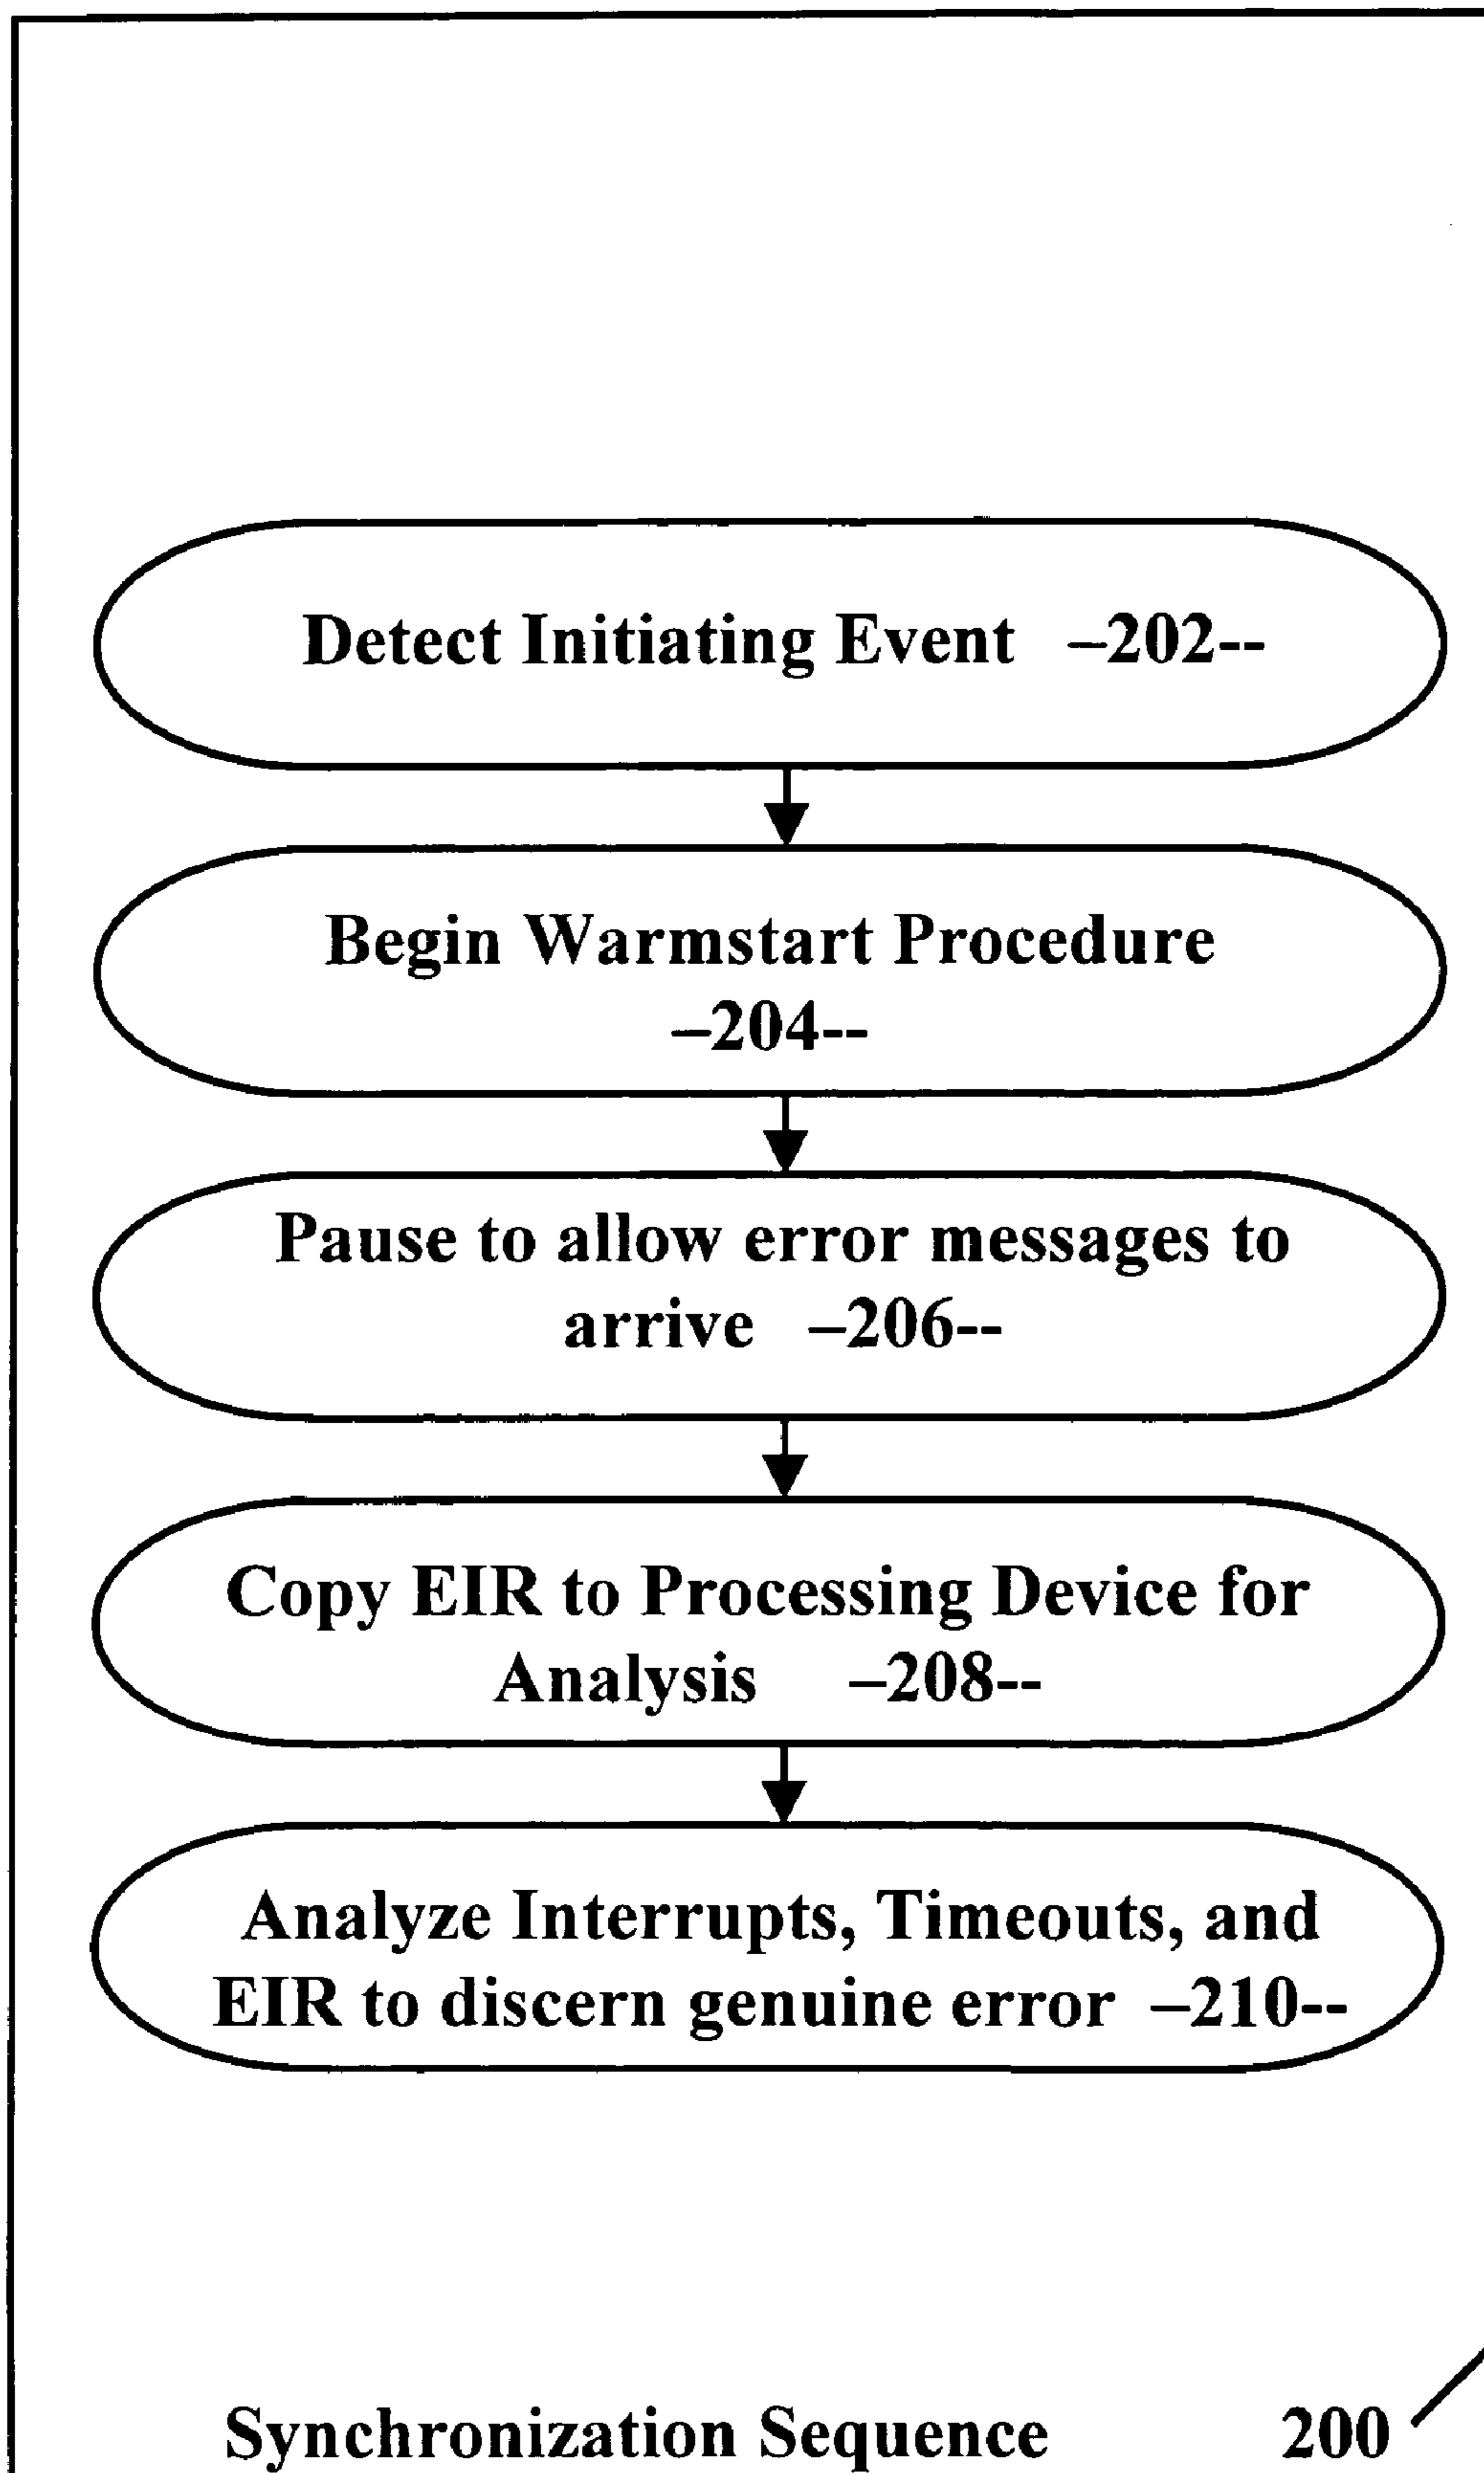 Detect Initiating Event –202--
Begin Warmstart Procedure
–204--
Pause to allow error messages to
arrive –206--
Copy EIR to Processing Device for
Analysis –208--
Analyze Interrupts, Timeouts, and
EIR to discern genuine error –210--
Synchronization Sequence 200